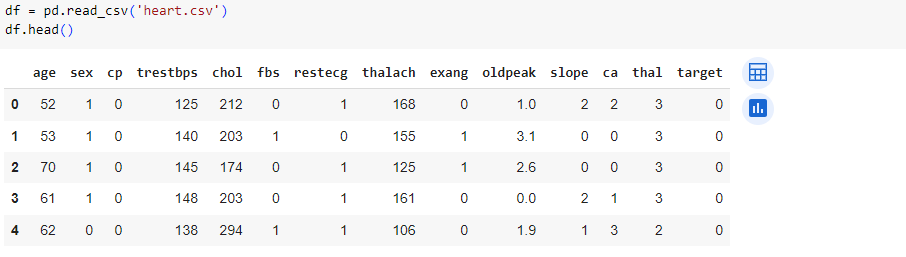 df = pd.read_csv('heart.csv')
df.head()
age sex cp trestbps chol fbs restecg thalach exang oldpeak slope ca thal target
0 52 1 0 125 212 0 1 168 0 1.0 2 2 3 0
1 53 1 0 140 203 1 0 155 1 3.1 0 0 3 0
2 70 1 0 145 174 0 1 125 1 2.6 0 0 3 0
3 61 1 0 148 203 0 1 161 0 0.0 2 1 3 0
4 62 0 0 138 294 1 1 106 0 1.9 1 3 2 0